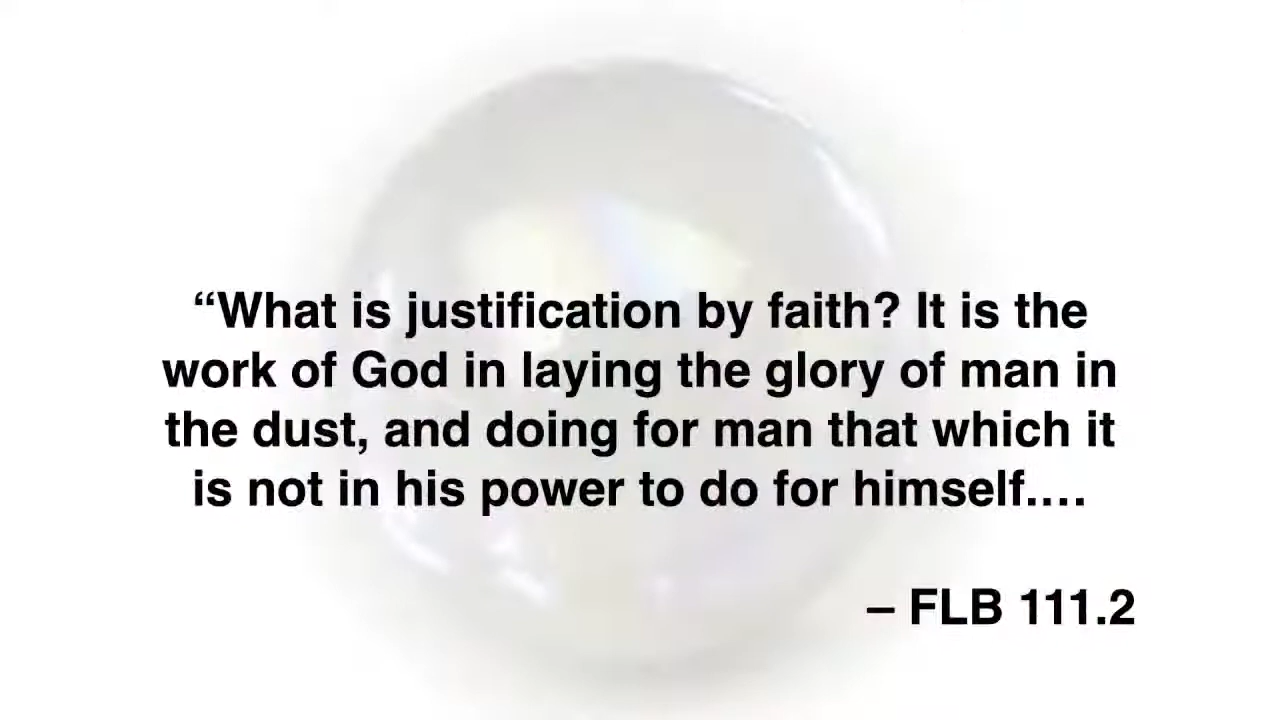 “What is justification by faith? It is the
work of God in laying the glory of man in
the dust, and doing for man that which it
is not in his power to do for himself.…
– FLB 111.2